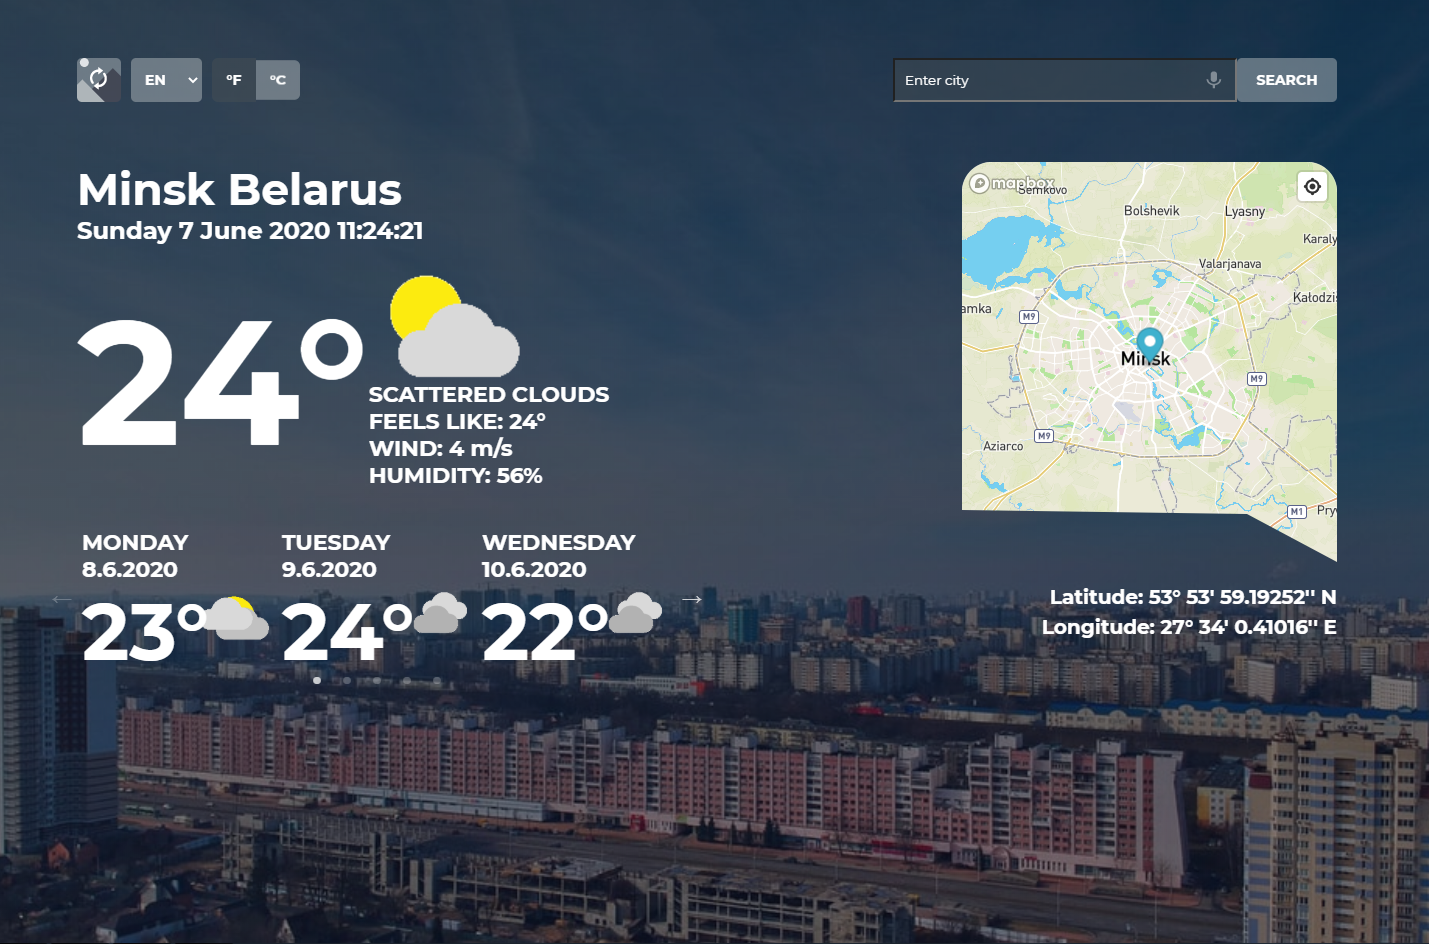 EN
°F
°C
Enter city
SEARCH
Minsk Belarus
Sunday 7 June 2020 11:24:21
24°
SCATTERED CLOUDS
FEELS LIKE: 24°
WIND: 4 m/s
HUMIDITY: 56%
MONDAY
8.6.2020
23°
TUESDAY
9.6.2020
24°
WEDNESDAY
10.6.2020
22°
mapbox
Semkovo
Bolshevik
Lyasny
Karaly
Valarjanava
Kałodzis
amka
M9
Minsk
M9
M9
Aziarco
M1
Pry
Latitude: 53° 53' 59.19252'' N
Longitude: 27° 34' 0.41016'' E